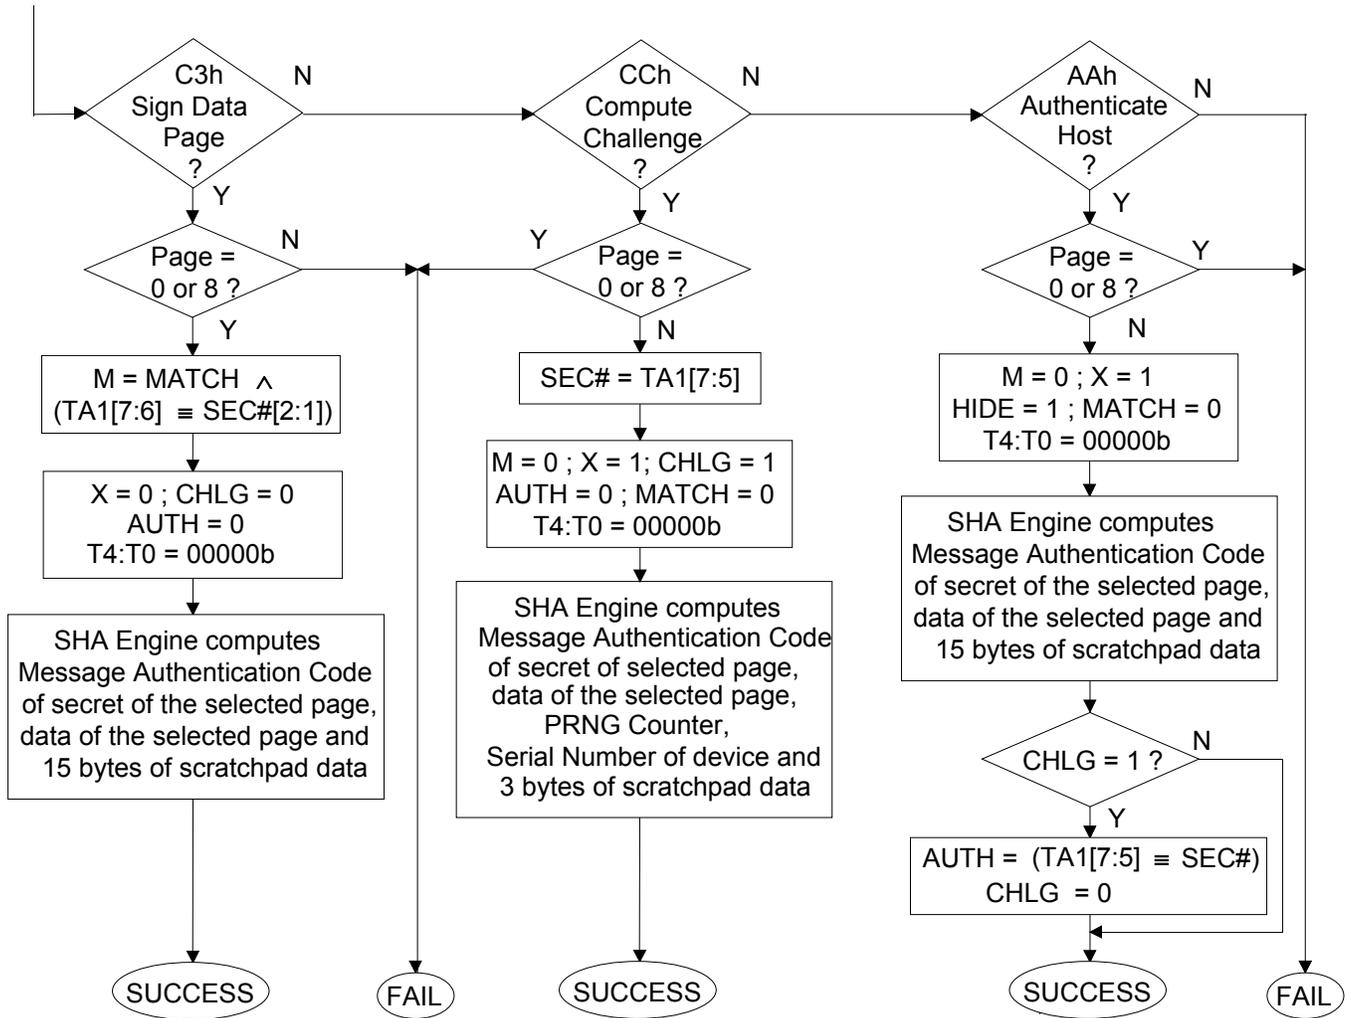 C3h
Sign Data
Page
?
N
Y
Page =
0 or 8 ?
N
Y
M = MATCH ∧
(TA1[7:6] ≡ SEC#[2:1])
X = 0 ; CHLG = 0
AUTH = 0
T4:T0 = 00000b
SHA Engine computes
Message Authentication Code
of secret of the selected page,
data of the selected page and
15 bytes of scratchpad data
SUCCESS
FAIL
CCh
Compute
Challenge
?
N
Y
Page =
0 or 8 ?
Y
N
SEC# = TA1[7:5]
M = 0 ; X = 1; CHLG = 1
AUTH = 0 ; MATCH = 0
T4:T0 = 00000b
SHA Engine computes
Message Authentication Code
of secret of selected page,
data of the selected page,
PRNG Counter,
Serial Number of device and
3 bytes of scratchpad data
SUCCESS
AAh
Authenticate
Host
?
N
Y
Page =
0 or 8 ?
Y
N
M = 0 ; X = 1
HIDE = 1 ; MATCH = 0
T4:T0 = 00000b
SHA Engine computes
Message Authentication Code
of secret of the selected page,
data of the selected page and
15 bytes of scratchpad data
CHLG = 1 ?
N
Y
AUTH = (TA1[7:5] ≡ SEC#)
CHLG = 0
SUCCESS
FAIL